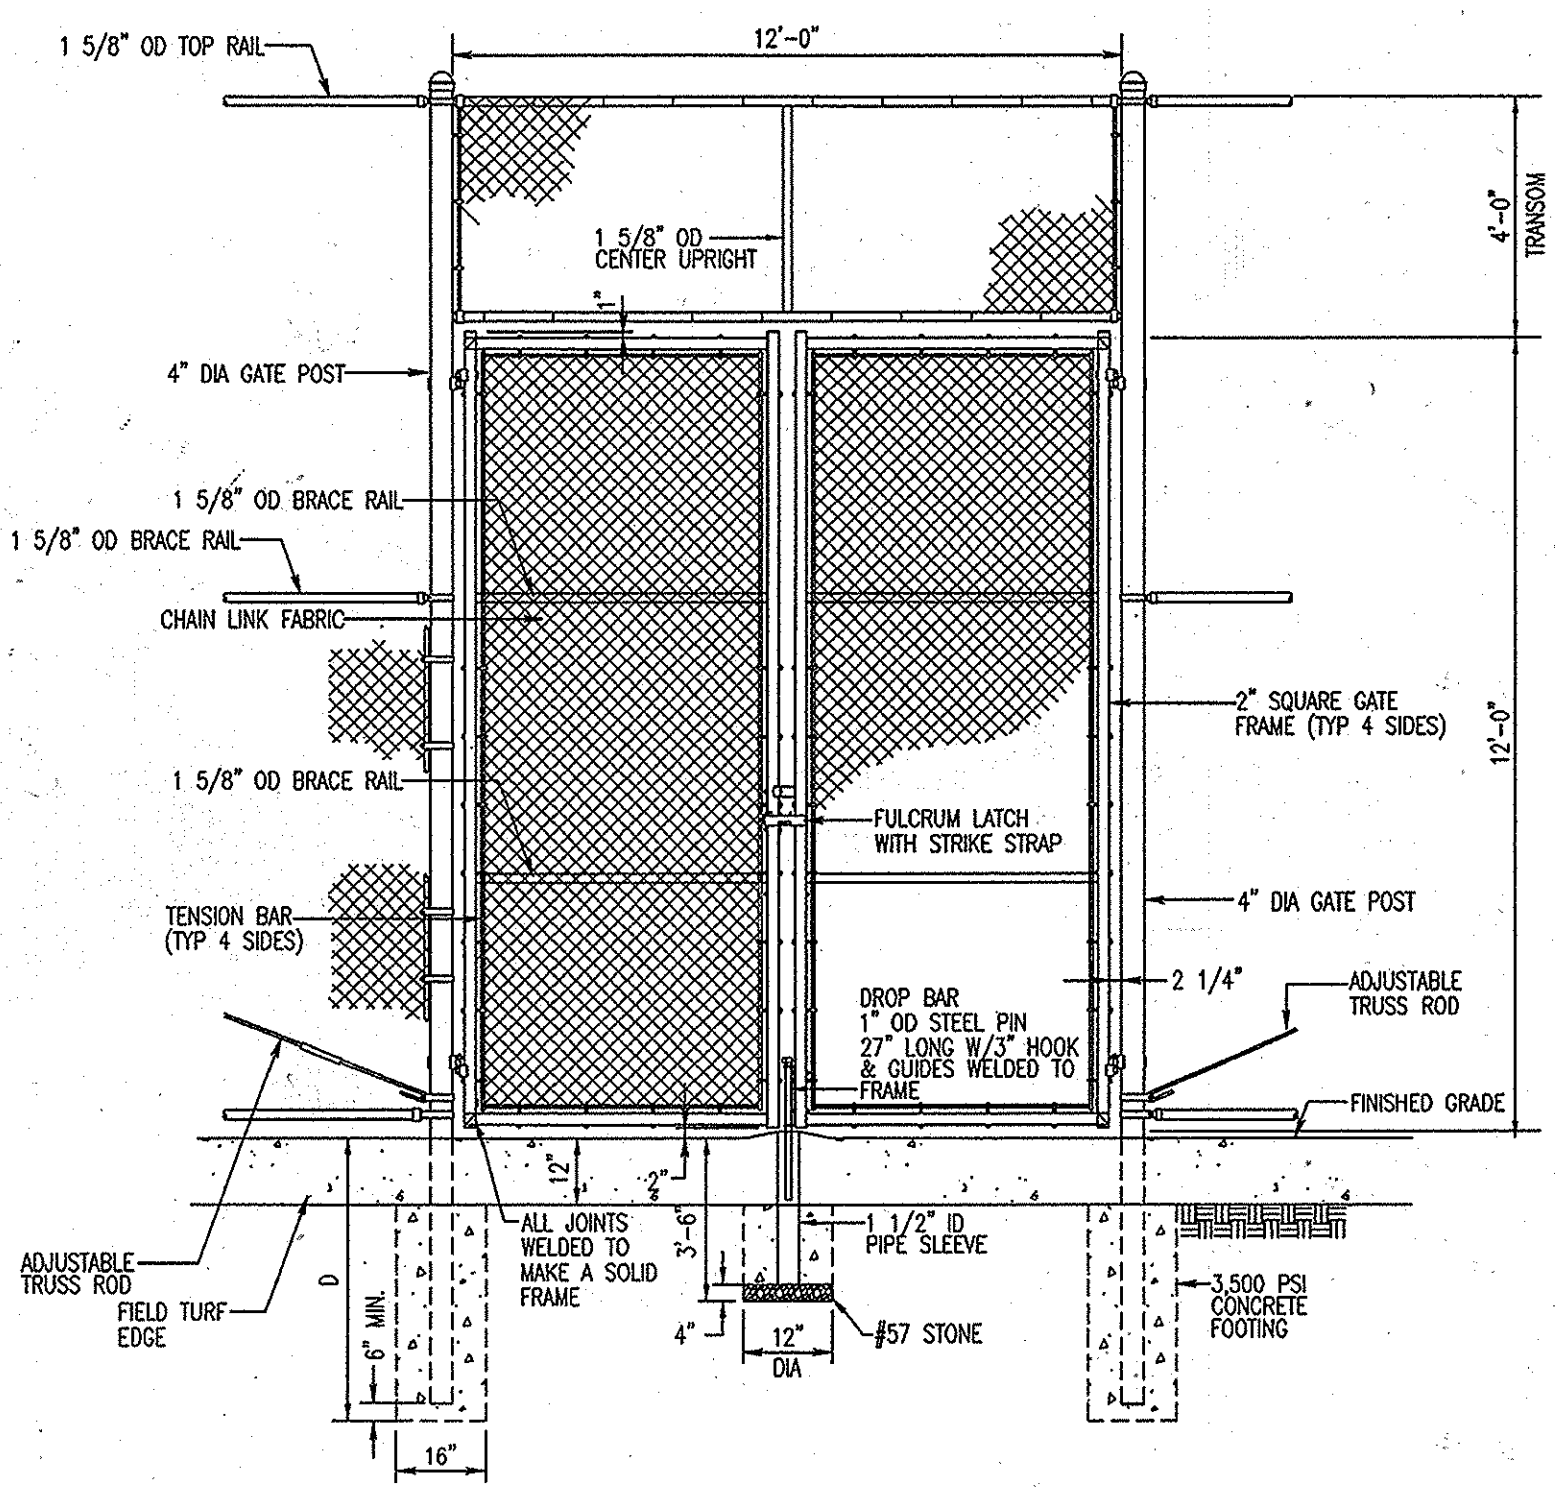 1 5/8" OD TOP RAIL
12'-0"
4'-0"
TRANSOM
1 5/8" OD
CENTER UPRIGHT
1"
4" DIA GATE POST
1 5/8" OD BRACE RAIL
1 5/8" OD BRACE RAIL
CHAIN LINK FABRIC
2" SQUARE GATE
FRAME (TYP 4 SIDES)
12'-0"
1 5/8" OD BRACE RAIL
FULCRUM LATCH
WITH STRIKE STRAP
TENSION BAR
(TYP 4 SIDES)
4" DIA GATE POST
2 1/4"
ADJUSTABLE
TRUSS ROD
DROP BAR
1" OD STEEL PIN
27" LONG W/3" HOOK
& GUIDES WELDED TO
FRAME
FINISHED GRADE
12"
2"
3'-6"
ALL JOINTS
WELDED TO
MAKE A SOLID
FRAME
1 1/2" ID
PIPE SLEEVE
ADJUSTABLE
TRUSS ROD
FIELD TURF
EDGE
D
6" MIN.
4"
12"
DIA
#57 STONE
3,500 PSI
CONCRETE
FOOTING
16"